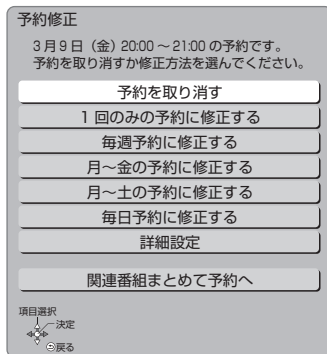 予約修正
3月9日（金）20:00～21:00の予約です。
予約を取り消すか修正方法を選んでください。
予約を取り消す
1回のみの予約に修正する
毎週予約に修正する
月～金の予約に修正する
月～土の予約に修正する
毎日予約に修正する
詳細設定
関連番組まとめて予約へ
項目選択
決定
戻る